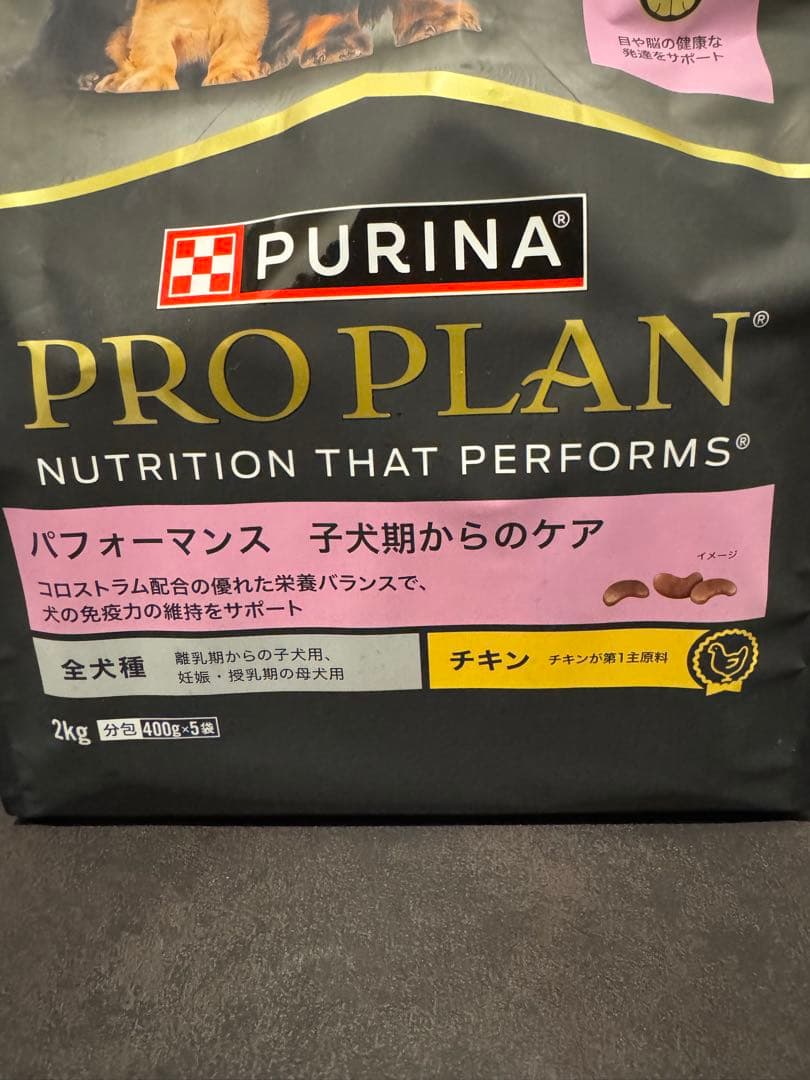 目や脳の健康な
発達をサポート
PURINA®
PRO PLAN®
NUTRITION THAT PERFORMS®
パフォーマンス 子犬期からのケア
イメージ
コロストラム配合の優れた栄養バランスで、
犬の免疫力の維持をサポート
全犬種 離乳期からの子犬用、
妊娠・授乳期の母犬用
チキン チキンが第1主原料
2kg 分包 400g×5袋